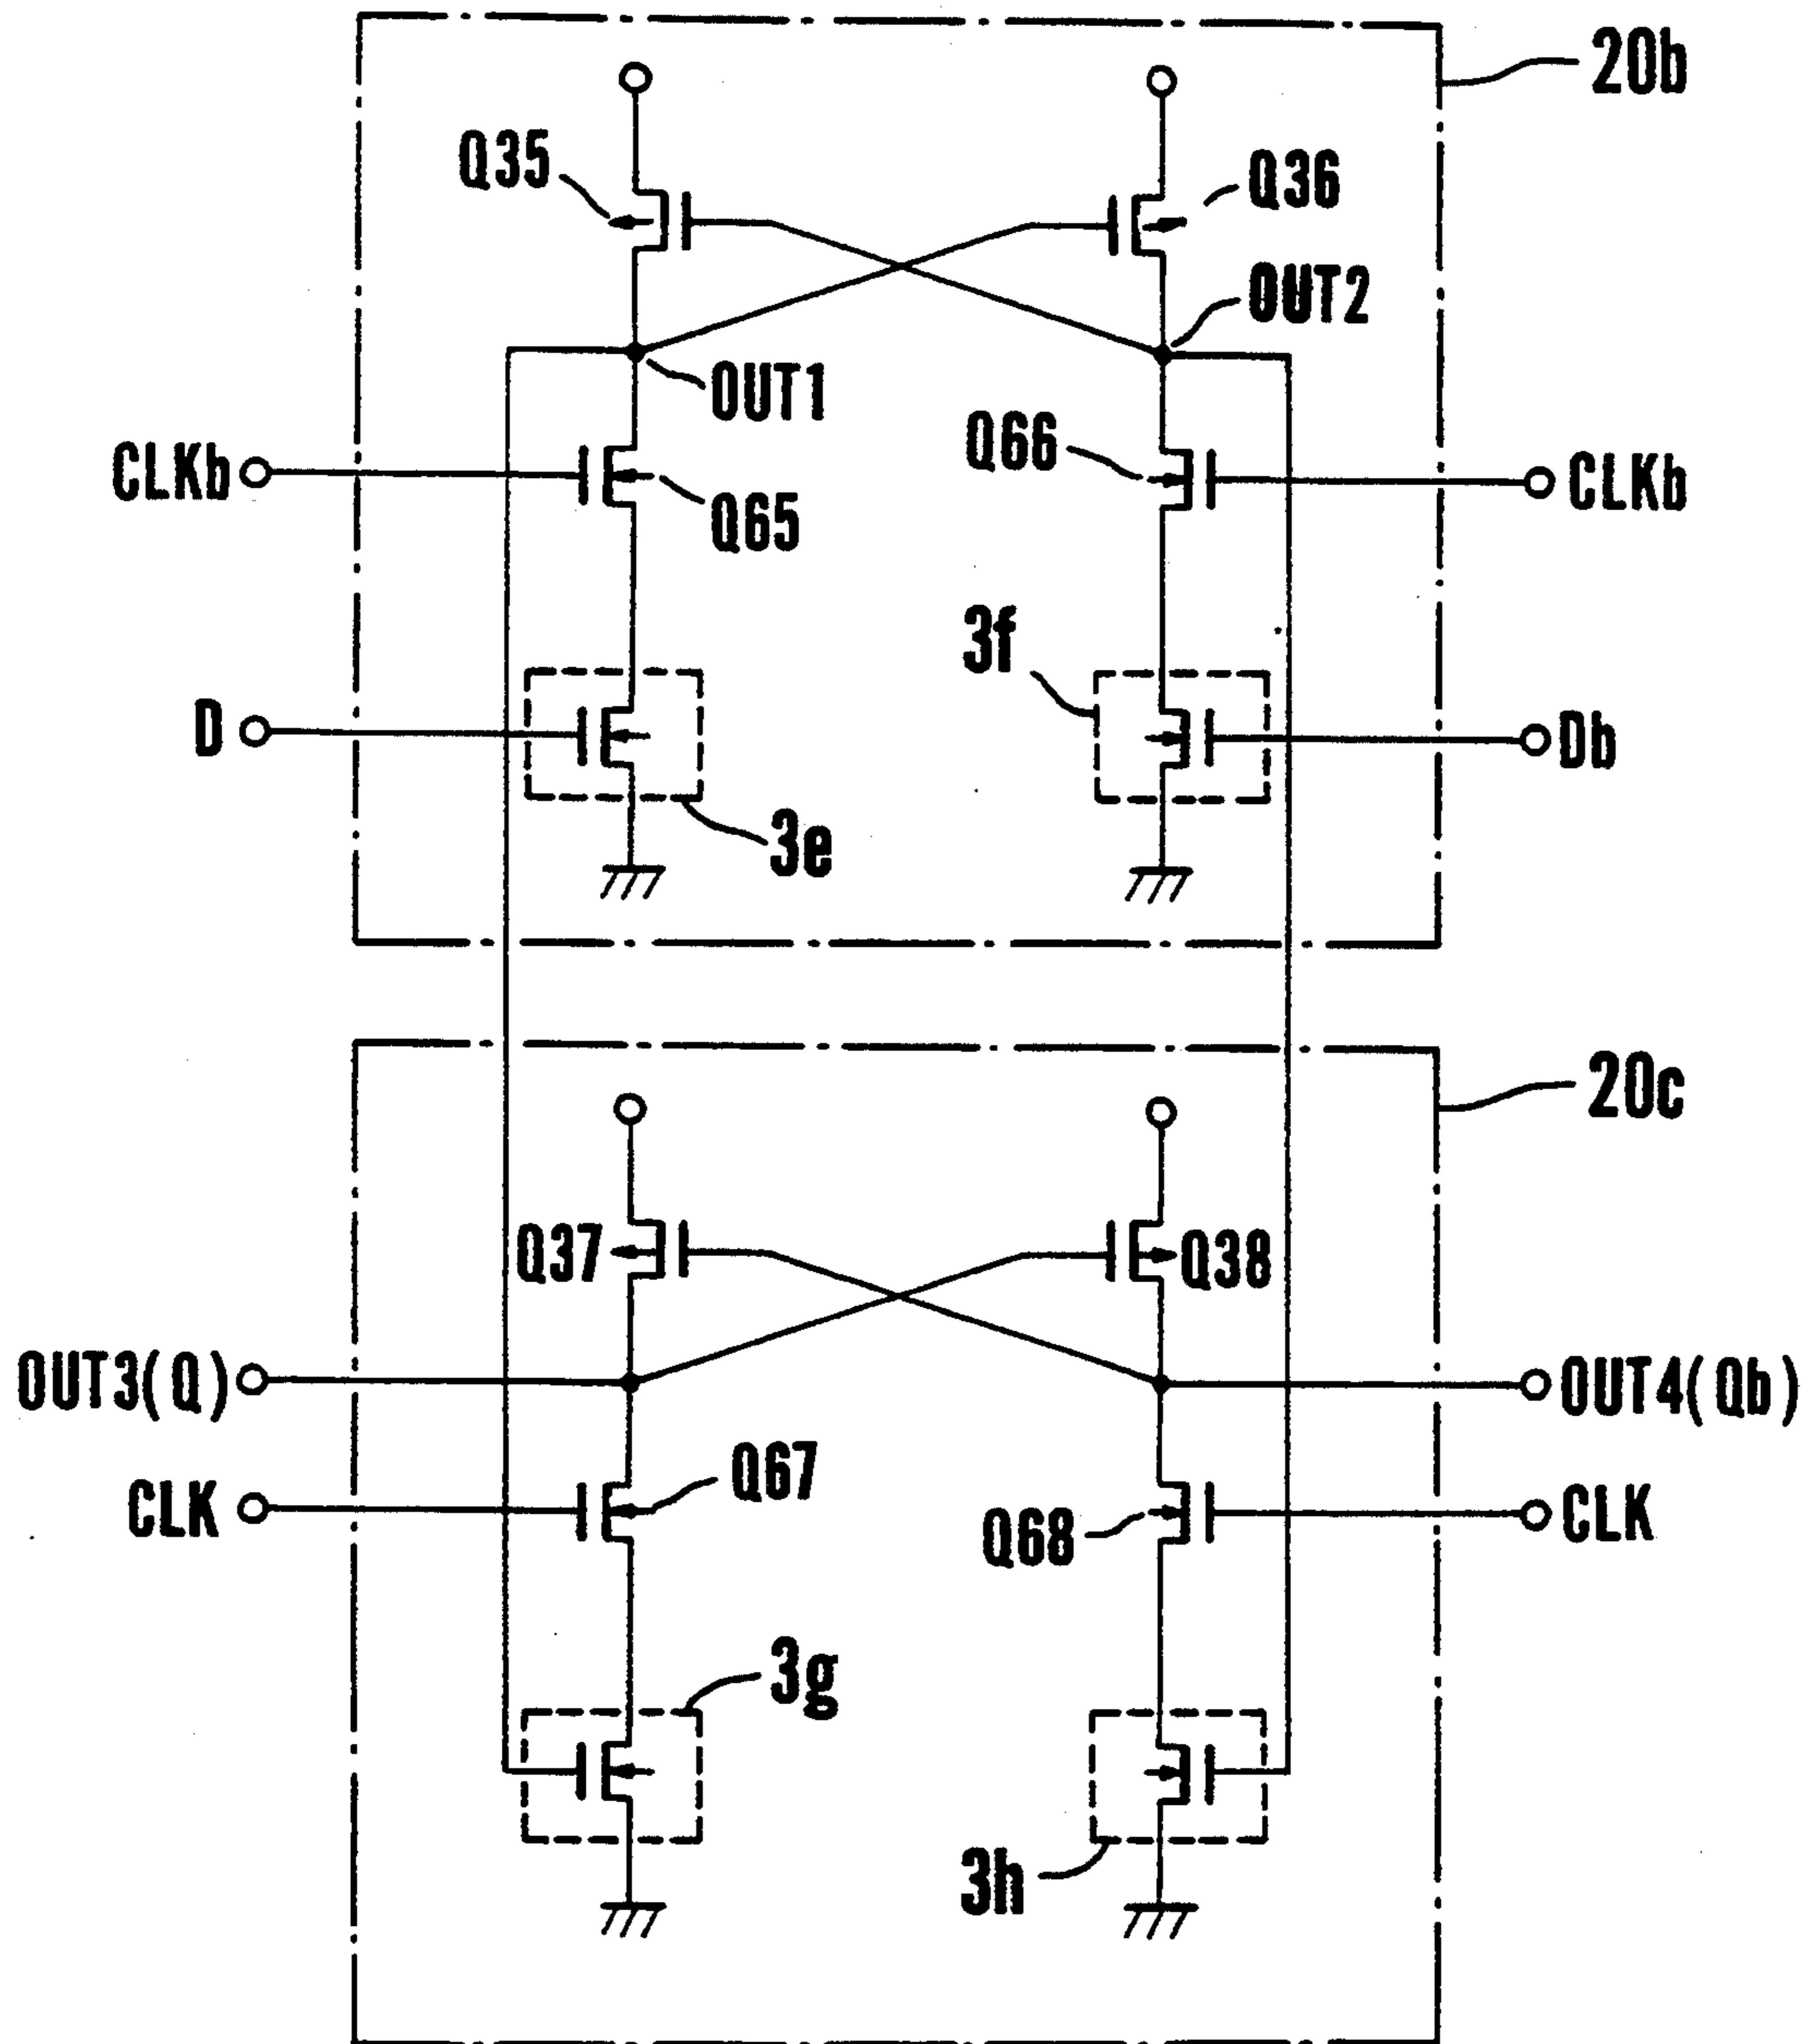 20b
Q35
Q36
OUT2
OUT1
CLKb
Q66
CLKb
Q65
3f
D
Db
3e
20c
Q37
Q38
OUT3(Q)
OUT4(Qb)
Q67
CLK
Q68
CLK
3g
3h